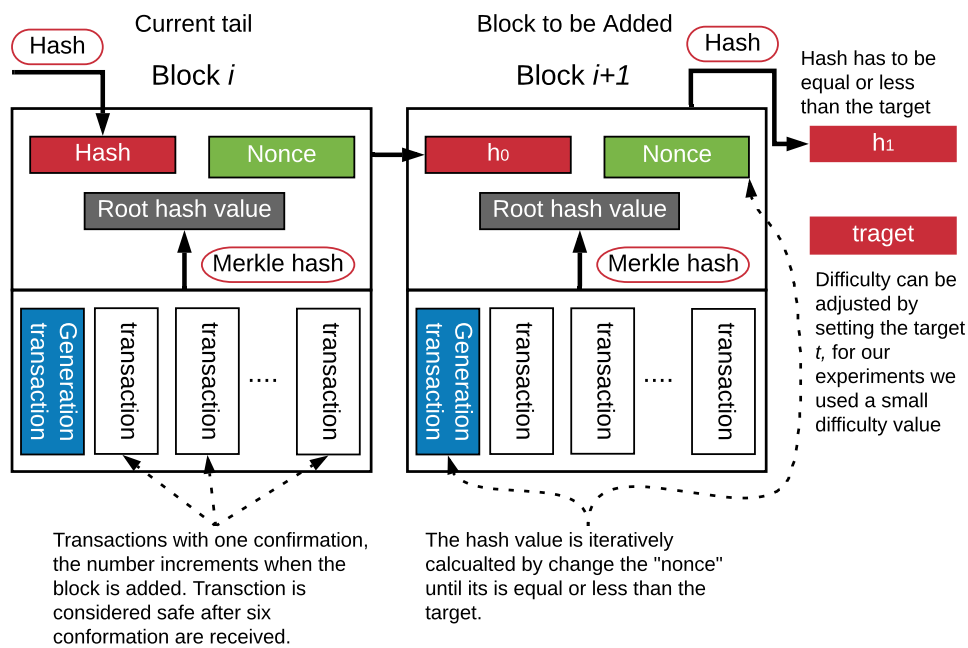 Current tail
Block to be Added
Hash
Hash
Block i
Block i+1
Hash has to be
equal or less
than the target
Hash
Nonce
h0
Nonce
h1
Root hash value
Root hash value
traget
Merkle hash
Merkle hash
Difficulty can be
adjusted by
setting the target
t, for our
experiments we
used a small
difficulty value
Generation
transaction
transaction
transaction
....
transaction
Generation
transaction
transaction
transaction
....
transaction
Transactions with one confirmation,
the number increments when the
block is added. Transction is
considered safe after six
conformation are received.
The hash value is iteratively
calcualted by change the "nonce"
until its is equal or less than the
target.